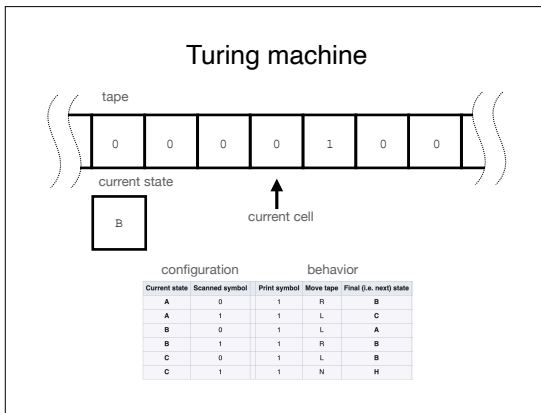 Turing machine
tape
0 0 0 0 1 0 0
current state
B
current cell
configuration behavior
Current state Scanned symbol Print symbol Move tape Final (i.e. next) state
A 0 1 R B
A 1 1 L C
B 0 1 L A
B 1 1 R B
C 0 1 L B
C 1 1 N H